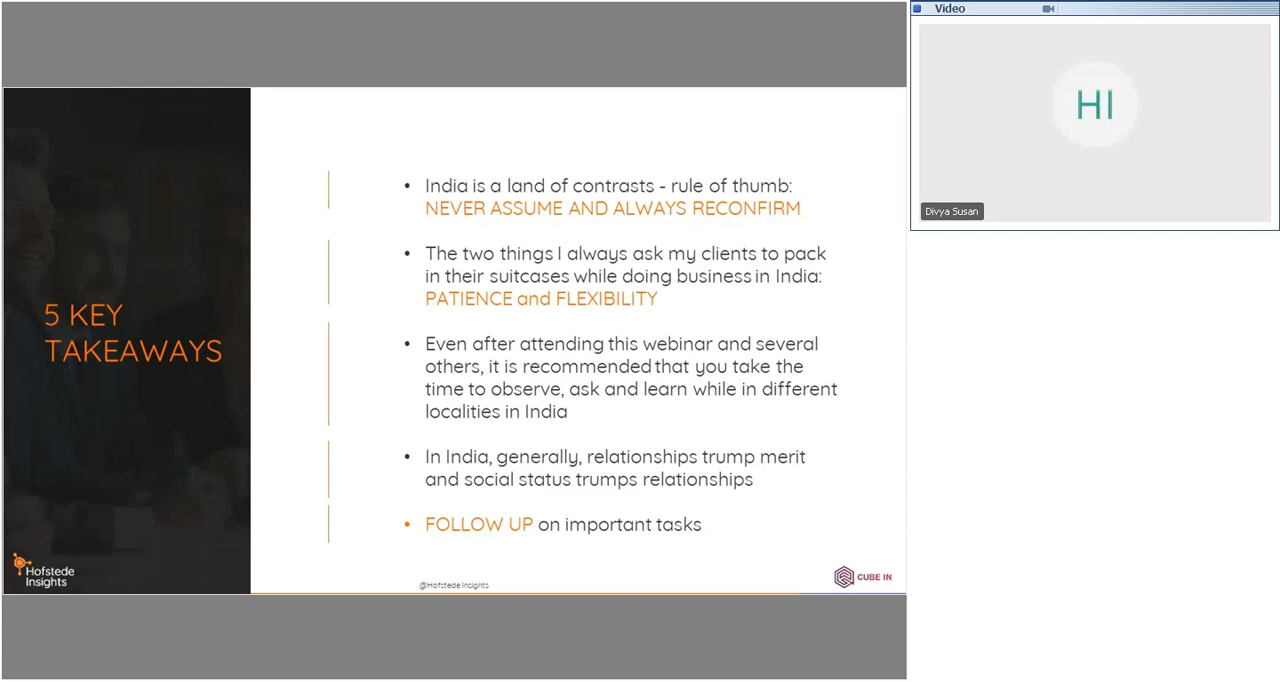 5 KEY
TAKEAWAYS
• India is a land of contrasts - rule of thumb:
NEVER ASSUME AND ALWAYS RECONFIRM
• The two things I always ask my clients to pack
in their suitcases while doing business in India:
PATIENCE and FLEXIBILITY
• Even after attending this webinar and several
others, it is recommended that you take the
time to observe, ask and learn while in different
localities in India
• In India, generally, relationships trump merit
and social status trumps relationships
• FOLLOW UP on important tasks
Hofstede
Insights
@Hofstede Insights
CUBE IN
Video
HI
Divya Susan